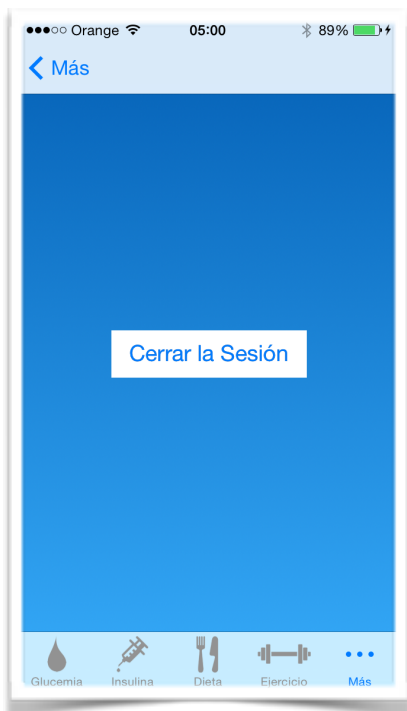 Orange 05:00 89%
Más
Cerrar la Sesión
Glucemia Insulina Dieta Ejercicio Más